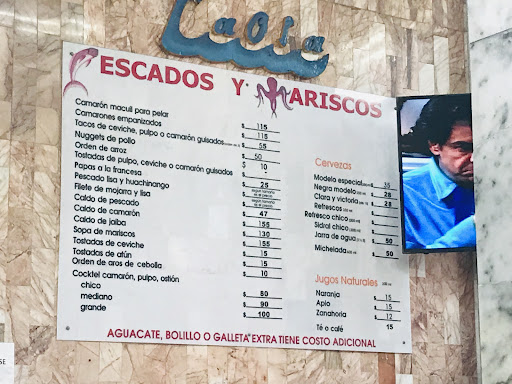 La Ola
PESCADOS Y MARISCOS
Camarón macuil para pelar $ 115
Camarones empanizados $ 118
Tacos de ceviche, pulpo o camarón guisados $ 55
Nuggets de pollo $ 50
Orden de arroz $ 10
Tostadas de pulpo, ceviche o camarón guisados $
Papas a la francesa $ 25
Pescado lisa y huachinango $
Filete de mojarra y lisa $
Caldo de pescado $ 47
Caldo de camarón $ 155
Caldo de jaiba $ 130
Sopa de mariscos $ 155
Tostadas de ceviche $ 15
Tostadas de atún $ 15
Orden de aros de cebolla $ 10
Cocktel camarón, pulpo, ostión
chico $ 80
mediano $ 90
grande $ 100
Cervezas
Modelo especial $ 35
Negra modelo $ 28
Clara y victoria $ 28
Refrescos $
Refresco chico $
Sidral chico $
Jarra de agua $ 50
Michelada $ 50
Jugos Naturales
Naranja $ 15
Apio $ 15
Zanahoria $ 12
Té o café 15
AGUACATE, BOLILLO O GALLETA EXTRA TIENE COSTO ADICIONAL
SE